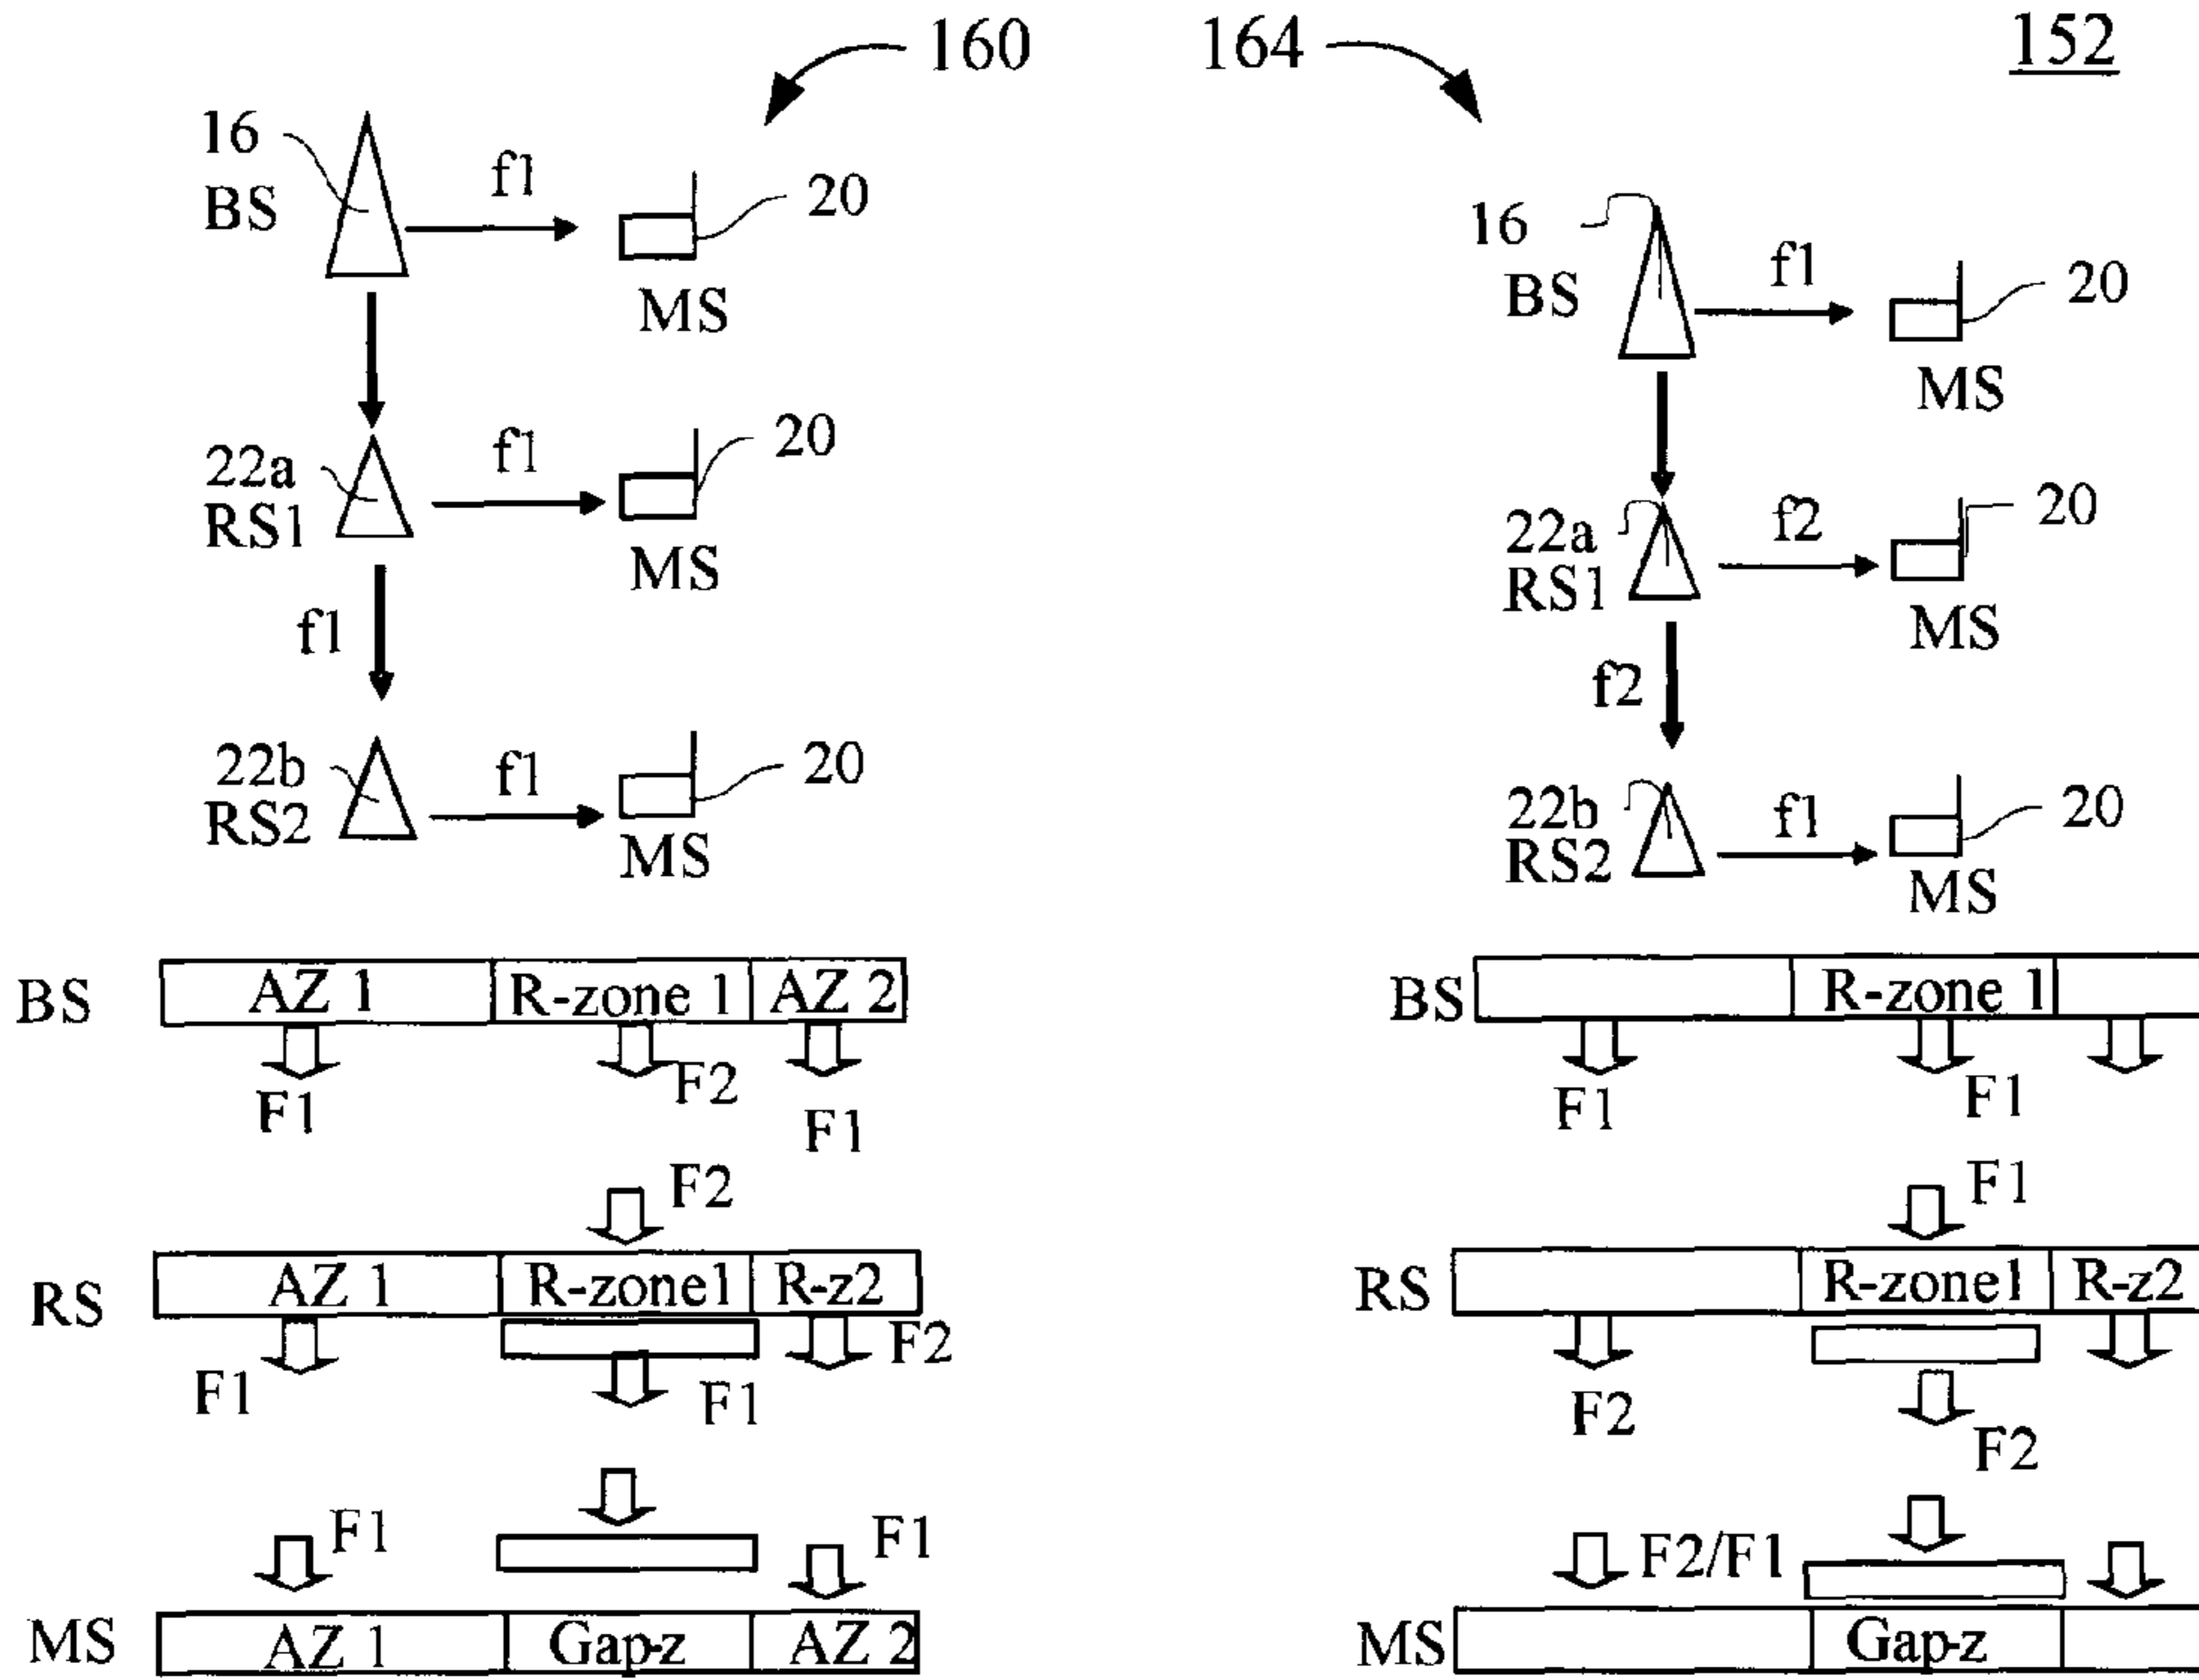 160 164 152
16 BS f1 20 MS
22a RS1 f1 20 MS
f1
22b RS2 f1 20 MS
16 BS f1 20 MS
22a RS1 f2 20 MS
f2
22b RS2 f1 20 MS
BS AZ 1 R-zone 1 AZ 2
F1 F2 F1
F2
RS AZ 1 R-zone1 R-z2
F1 F1 F2
F1 F1
MS AZ 1 Gap-z AZ 2
BS R-zone 1
F1 F1
F1
RS R-zone1 R-z2
F2 F2
F2/F1
MS Gap-z